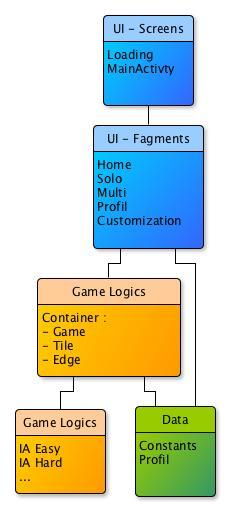 UI - Screens
Loading
MainActivty
UI - Fagments
Home
Solo
Multi
Profil
Customization
Game Logics
Container :
- Game
- Tile
- Edge
Game Logics
IA Easy
IA Hard
...
Data
Constants
Profil